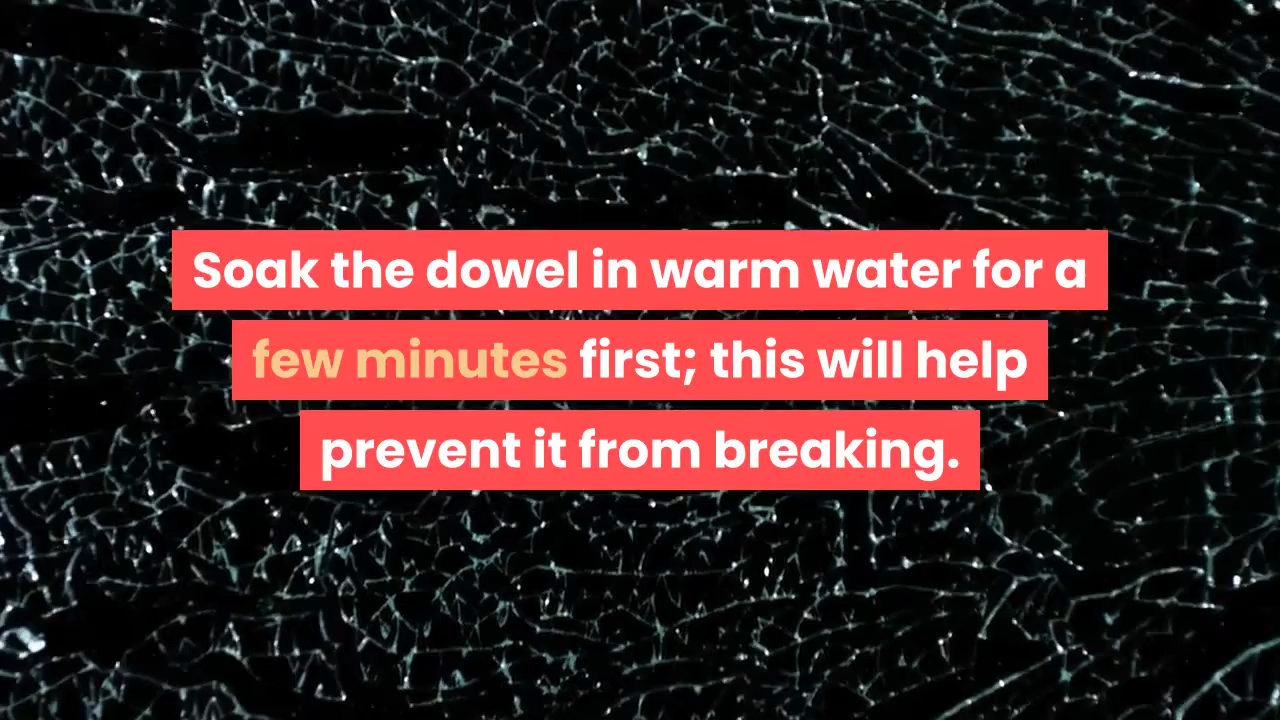 Soak the dowel in warm water for a
few minutes first; this will help
prevent it from breaking.